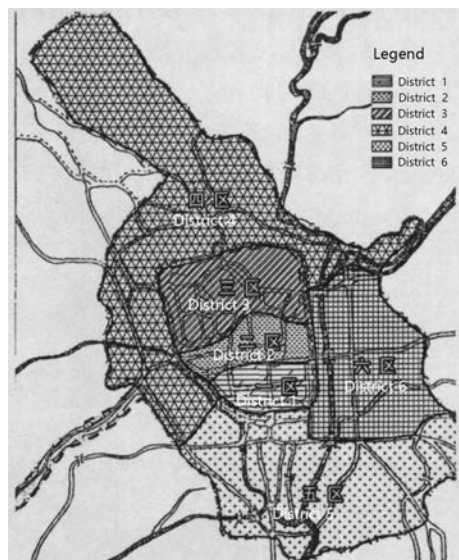 Legend
District 1
District 2
District 3
District 4
District 5
District 6
四区
District 4
三区
District 3
二区
District 2
一区
District 1
六区
District 6
五区
District 5